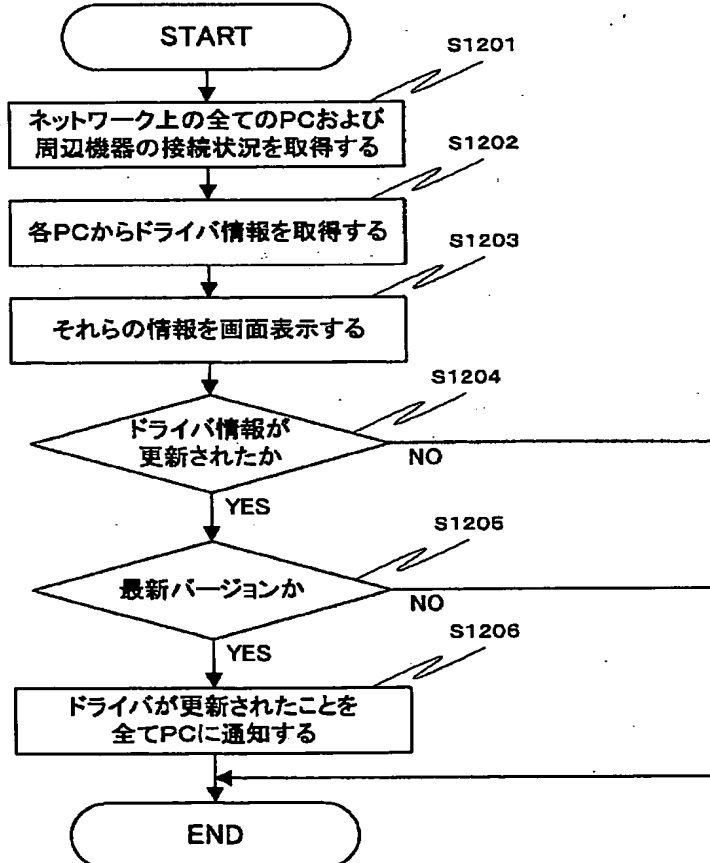 START
S1201
ネットワーク上の全てのPCおよび
周辺機器の接続状況を取得する
S1202
各PCからドライバ情報を取得する
S1203
それらの情報を画面表示する
S1204
ドライバ情報が
更新されたか
NO
YES
S1205
最新バージョンか
NO
YES
S1206
ドライバが更新されたことを
全てPCに通知する
END